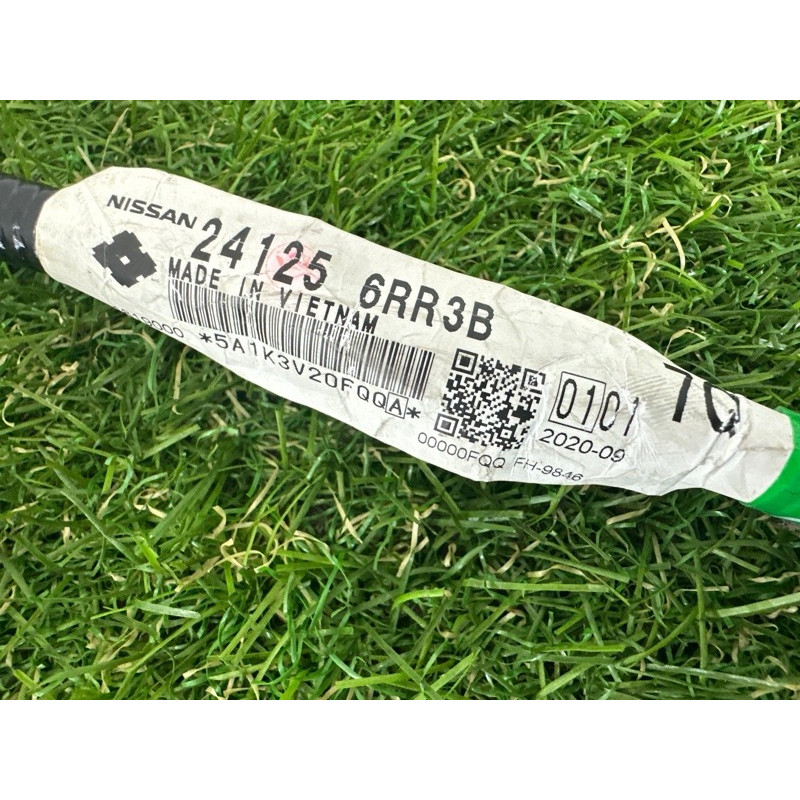 NISSAN
24125 6RR3B
MADE IN VIETNAM
*5A1K3V20FQQA*
0101
2020-09
00000FQQ FH-9846